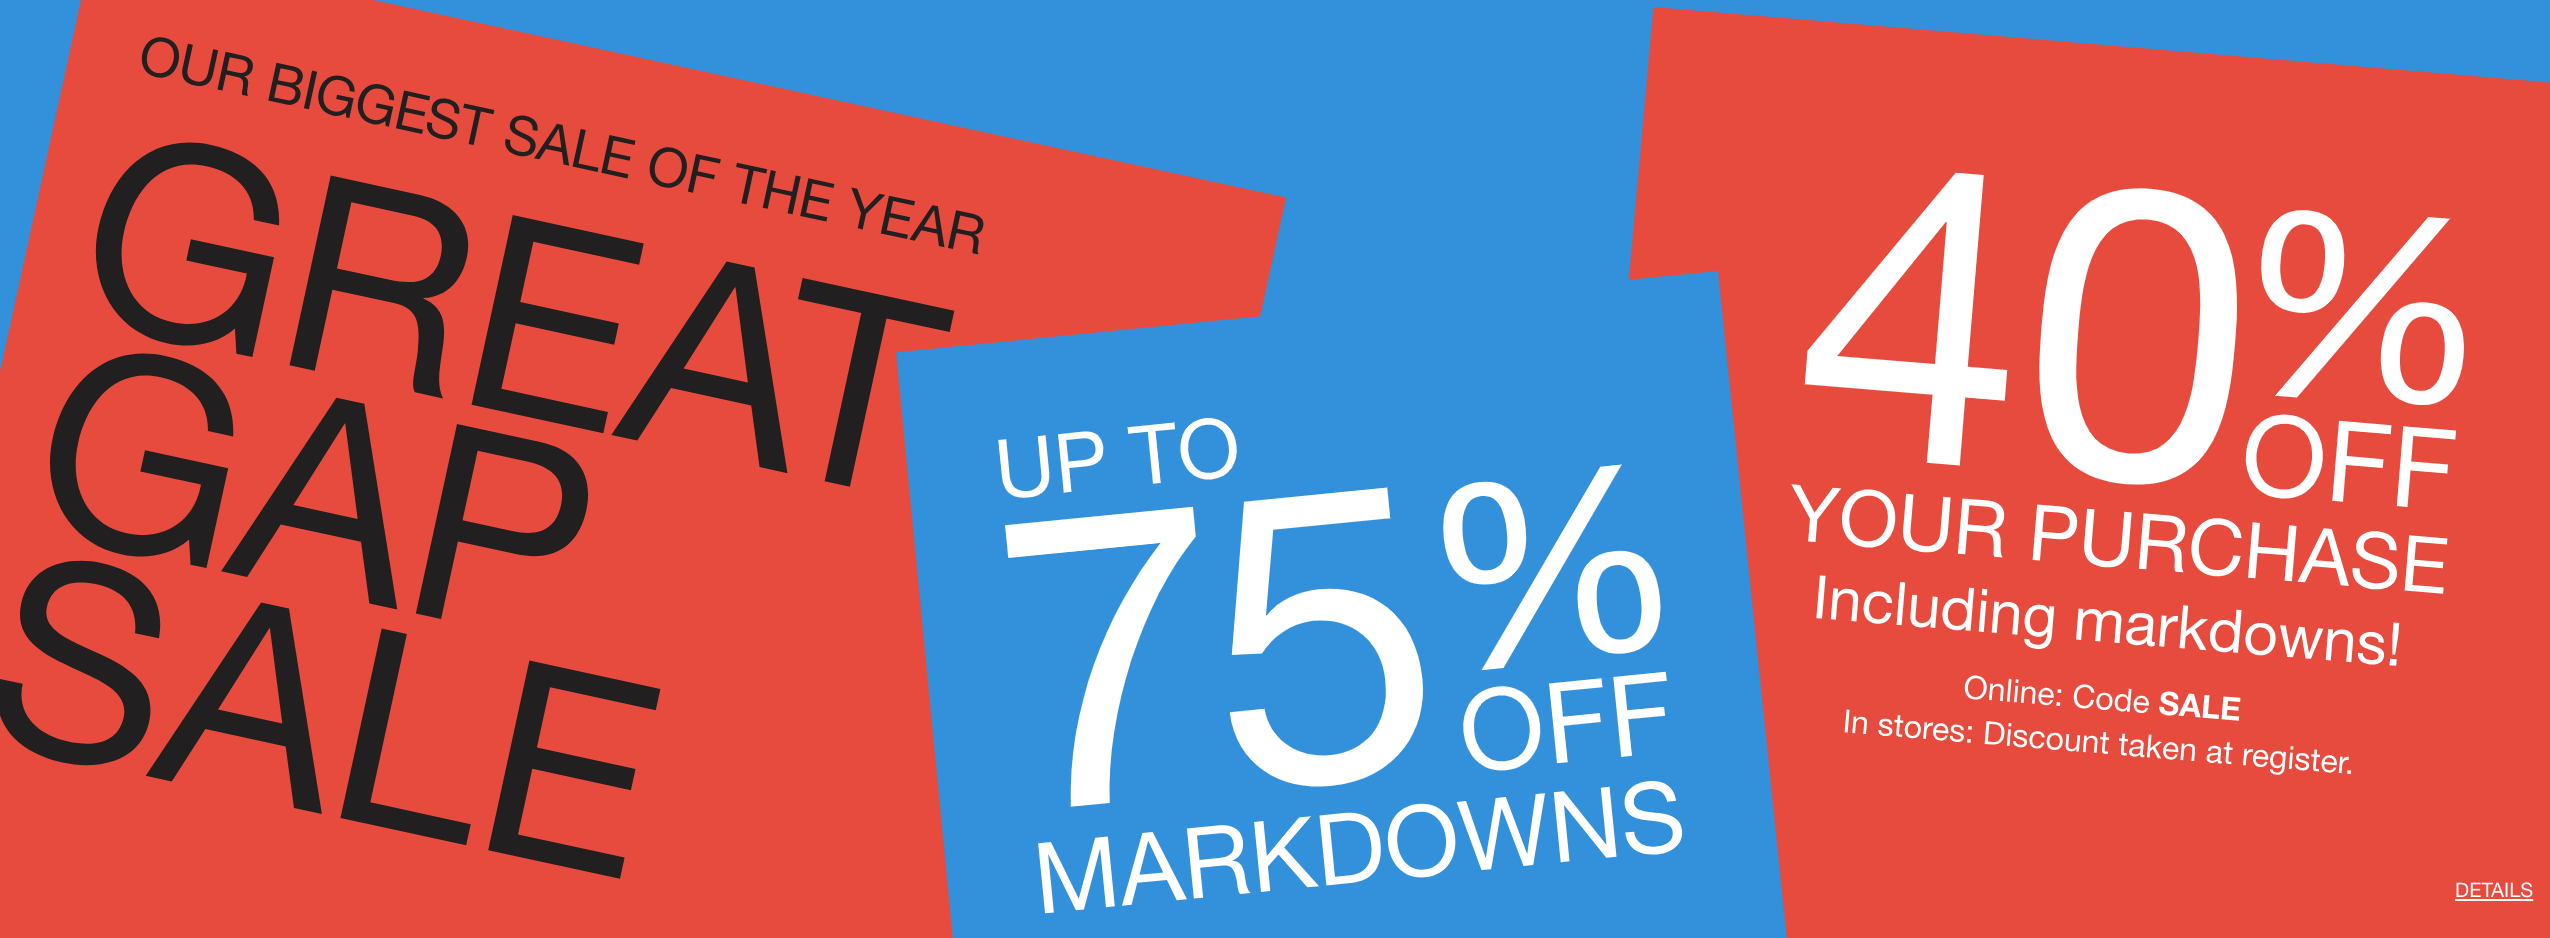 OUR BIGGEST SALE OF THE YEAR
GREAT
GAP
SALE
UP TO
75%
OFF
MARKDOWNS
40%
OFF
YOUR PURCHASE
Including markdowns!
Online: Code SALE
In stores: Discount taken at register.
DETAILS